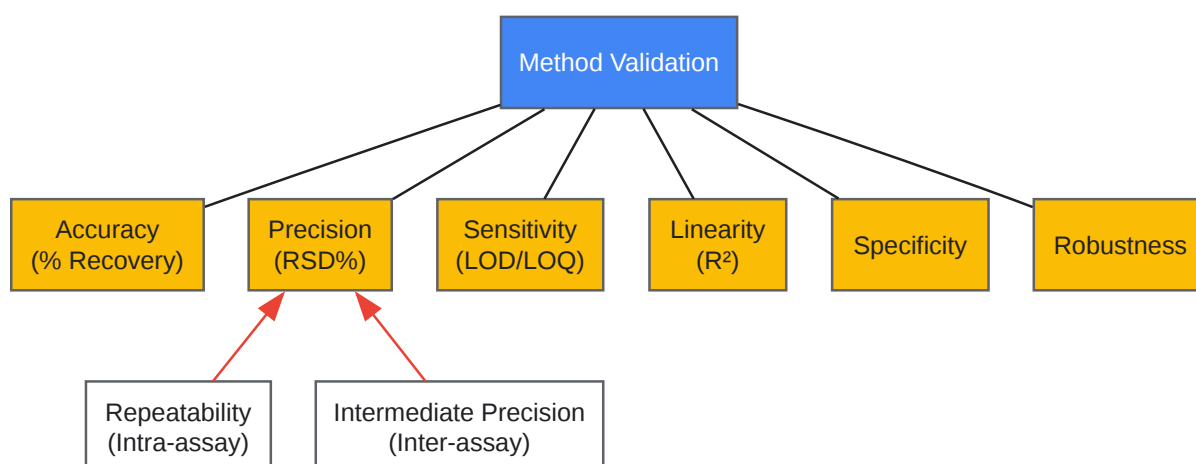 Method Validation
Accuracy
(% Recovery)
Precision
(RSD%)
Sensitivity
(LOD/LOQ)
Linearity
(R²)
Specificity
Robustness
Repeatability
(Intra-assay)
Intermediate Precision
(Inter-assay)